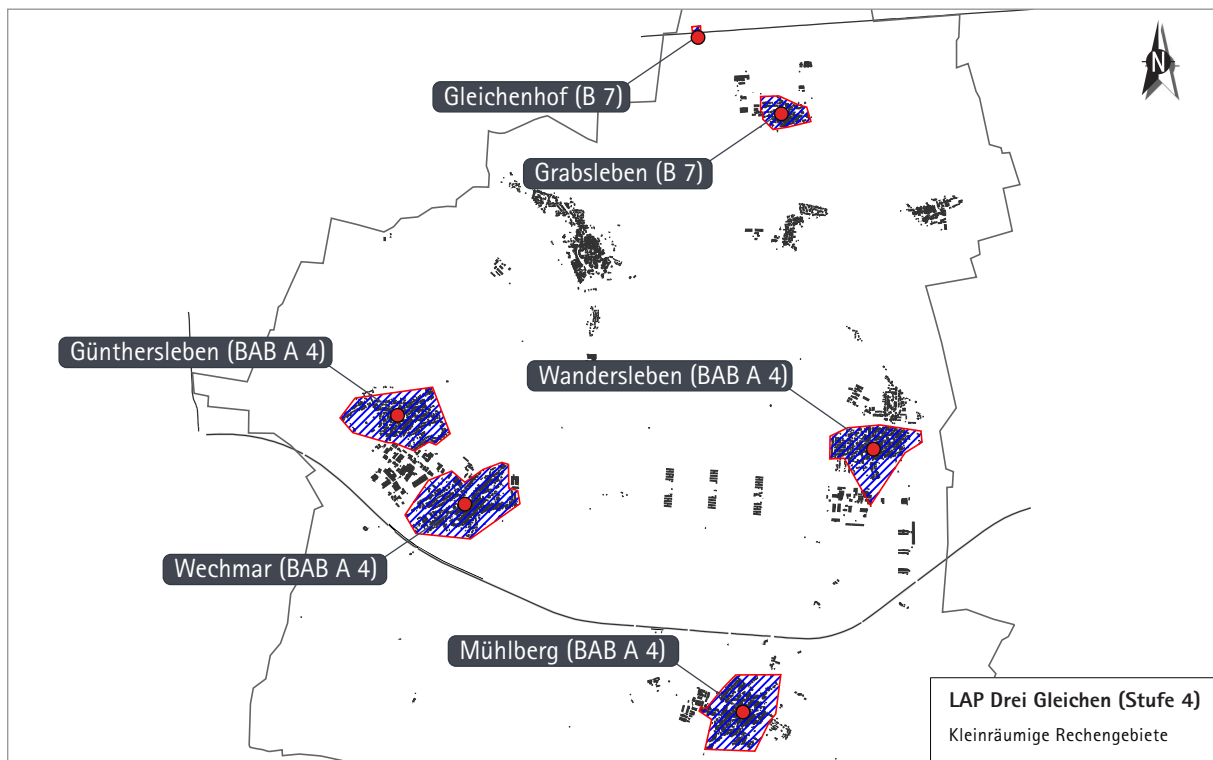 N
Gleichenhof (B 7)
Grabsleben (B 7)
Günthersleben (BAB A 4)
Wandersleben (BAB A 4)
Wechmar (BAB A 4)
Mühlberg (BAB A 4)
LAP Drei Gleichen (Stufe 4)
Kleinräumige Rechengebiete